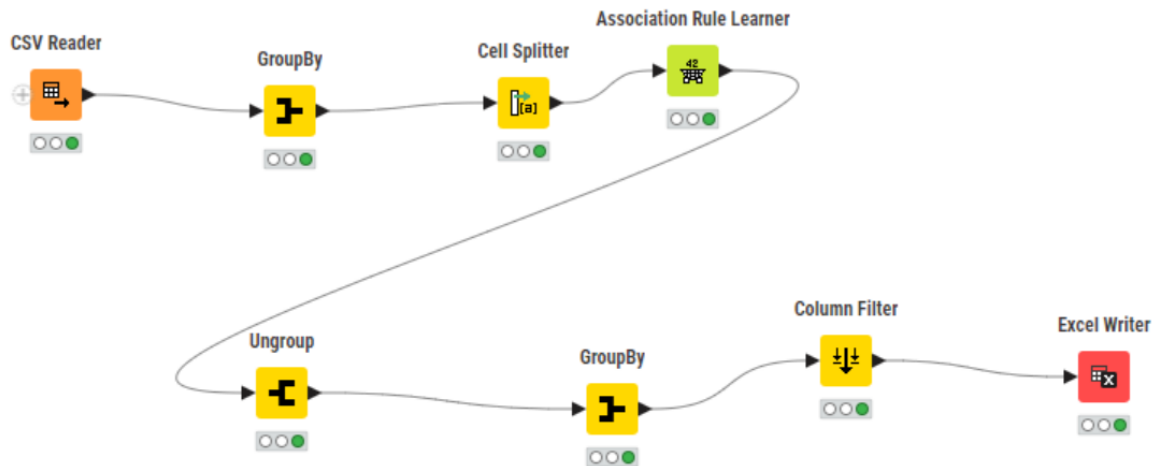 Association Rule Learner
CSV Reader
Cell Splitter
GroupBy
42
[a]
Column Filter
Excel Writer
Ungroup
GroupBy
X